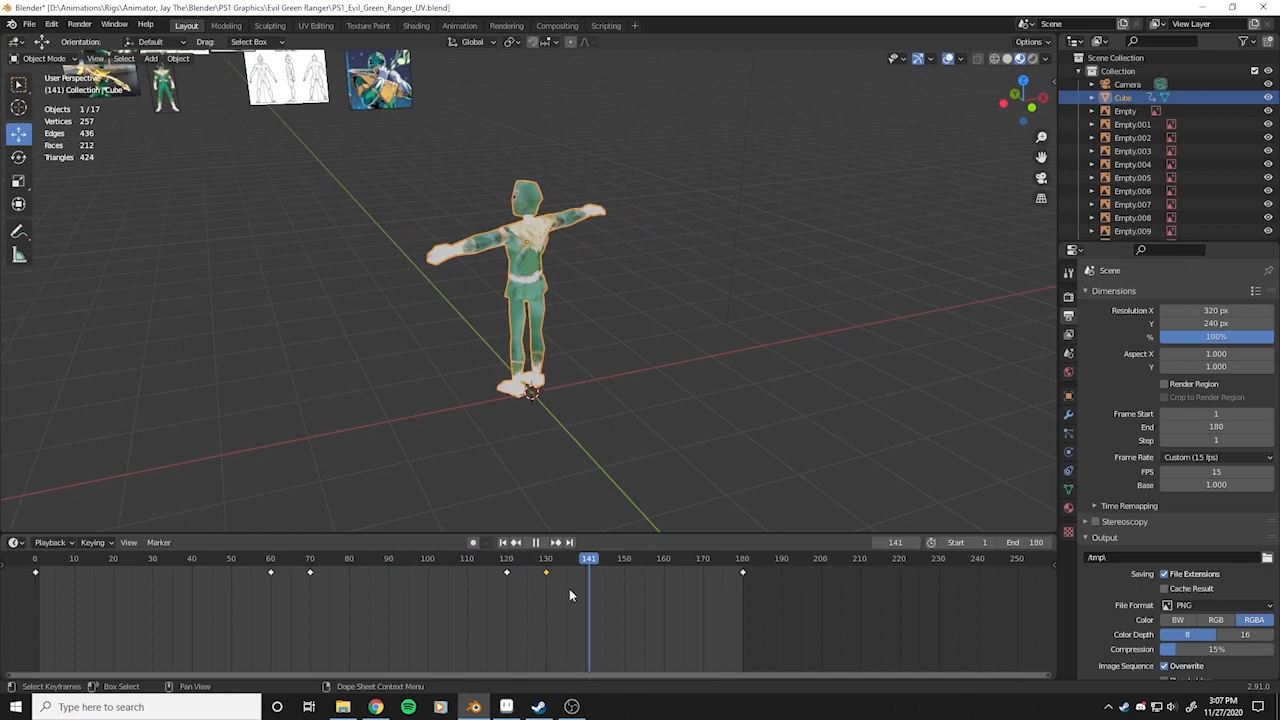 Blender* [D:\Animations\Rigs\Animator, Jay The\Blender\PS1 Graphics\Evil Green Ranger\PS1_Evil_Green_Ranger_UV.blend]
File Edit Render Window Help Layout Modeling Sculpting UV Editing Texture Paint Shading Animation Rendering Compositing Scripting + Scene View Layer
Orientation: Default Drag: Select Box Global Options
Object Mode View Select Add Object
User Perspective
(141) Collection | Cube
Objects 1/17
Vertices 257
Edges 436
Faces 212
Triangles 424
Z
Y
X
Scene Collection
Collection
Camera
Cube
Empty
Empty.001
Empty.002
Empty.003
Empty.004
Empty.005
Empty.006
Empty.007
Empty.008
Empty.009
Scene
Dimensions
Resolution X 320 px
Y 240 px
% 100%
Aspect X 1.000
Y 1.000
Render Region
Crop to Render Region
Frame Start 1
End 180
Step 1
Frame Rate Custom (15 fps)
FPS 15
Base 1.000
Time Remapping
Stereoscopy
Output
/tmp\
Saving File Extensions
Cache Result
File Format PNG
Color BW RGB RGBA
Color Depth 8 16
Compression 15%
Image Sequence Overwrite
Playback Keying View Marker 141 Start 1 End 180
0 10 20 30 40 50 60 70 80 90 100 110 120 130 141 150 160 170 180 190 200 210 220 230 240 250
Select Keyframes Box Select Pan View Dope Sheet Context Menu 2.91.0
Type here to search
3:07 PM
11/27/2020